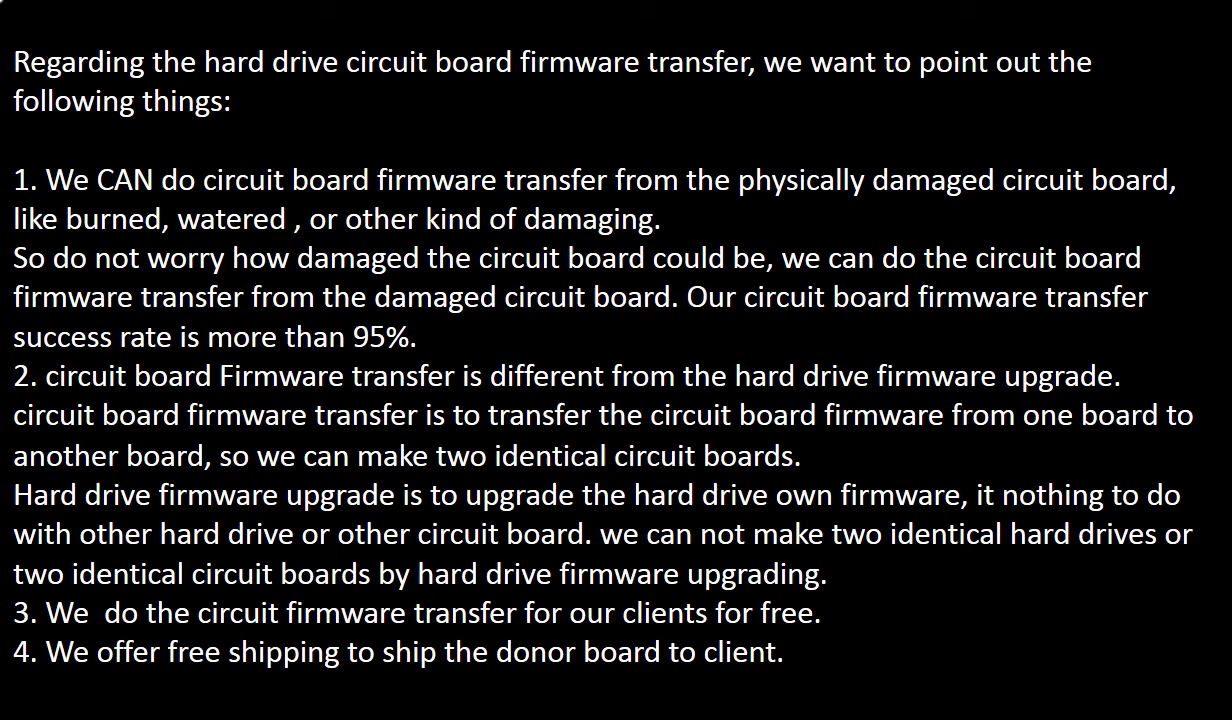 Regarding the hard drive circuit board firmware transfer, we want to point out the
following things:
1. We CAN do circuit board firmware transfer from the physically damaged circuit board,
like burned, watered , or other kind of damaging.
So do not worry how damaged the circuit board could be, we can do the circuit board
firmware transfer from the damaged circuit board. Our circuit board firmware transfer
success rate is more than 95%.
2. circuit board Firmware transfer is different from the hard drive firmware upgrade.
circuit board firmware transfer is to transfer the circuit board firmware from one board to
another board, so we can make two identical circuit boards.
Hard drive firmware upgrade is to upgrade the hard drive own firmware, it nothing to do
with other hard drive or other circuit board. we can not make two identical hard drives or
two identical circuit boards by hard drive firmware upgrading.
3. We  do the circuit firmware transfer for our clients for free.
4. We offer free shipping to ship the donor board to client.